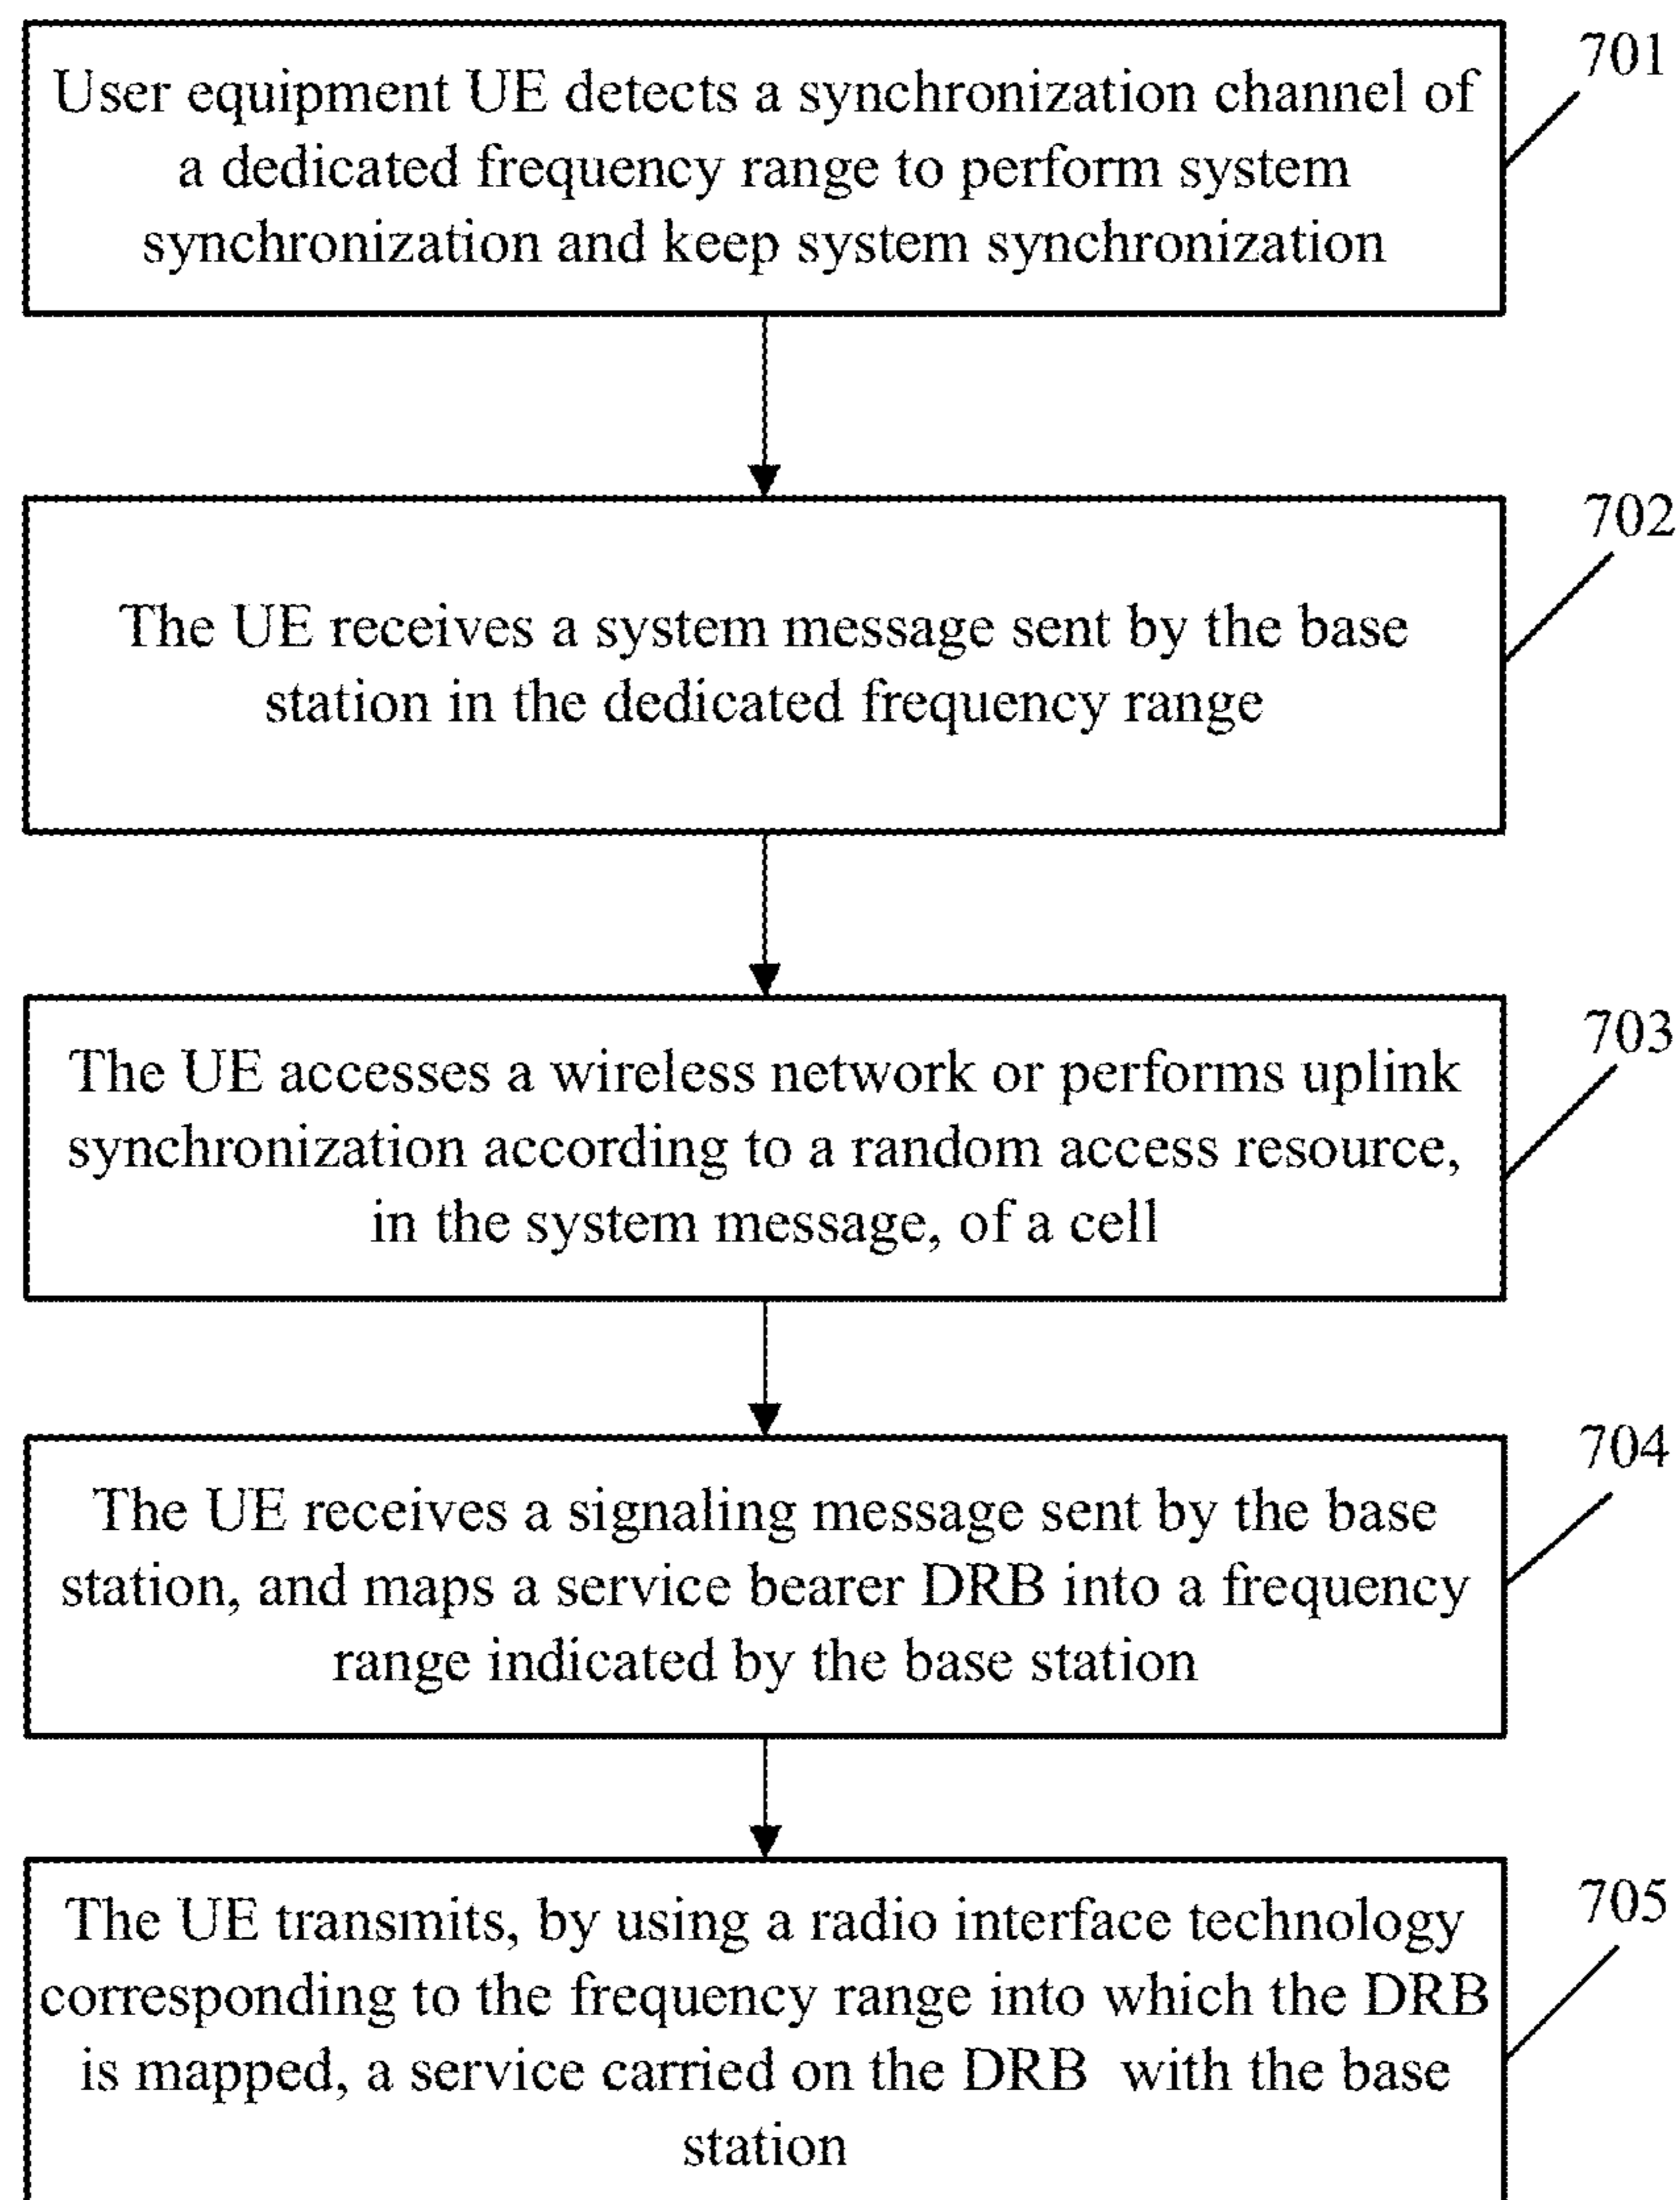 701
User equipment UE detects a synchronization channel of
a dedicated frequency range to perform system
synchronization and keep system synchronization
702
The UE receives a system message sent by the base
station in the dedicated frequency range
703
The UE accesses a wireless network or performs uplink
synchronization according to a random access resource,
in the system message, of a cell
704
The UE receives a signaling message sent by the base
station, and maps a service bearer DRB into a frequency
range indicated by the base station
705
The UE transmits, by using a radio interface technology
corresponding to the frequency range into which the DRB
is mapped, a service carried on the DRB with the base
station